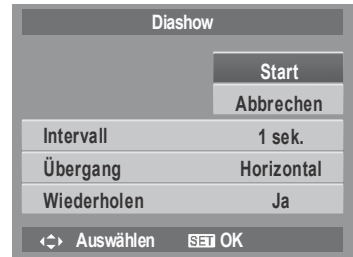 Diashow
Start
Abbrechen
Intervall 1 sek.
Übergang Horizontal
Wiederholen Ja
Auswählen SET OK